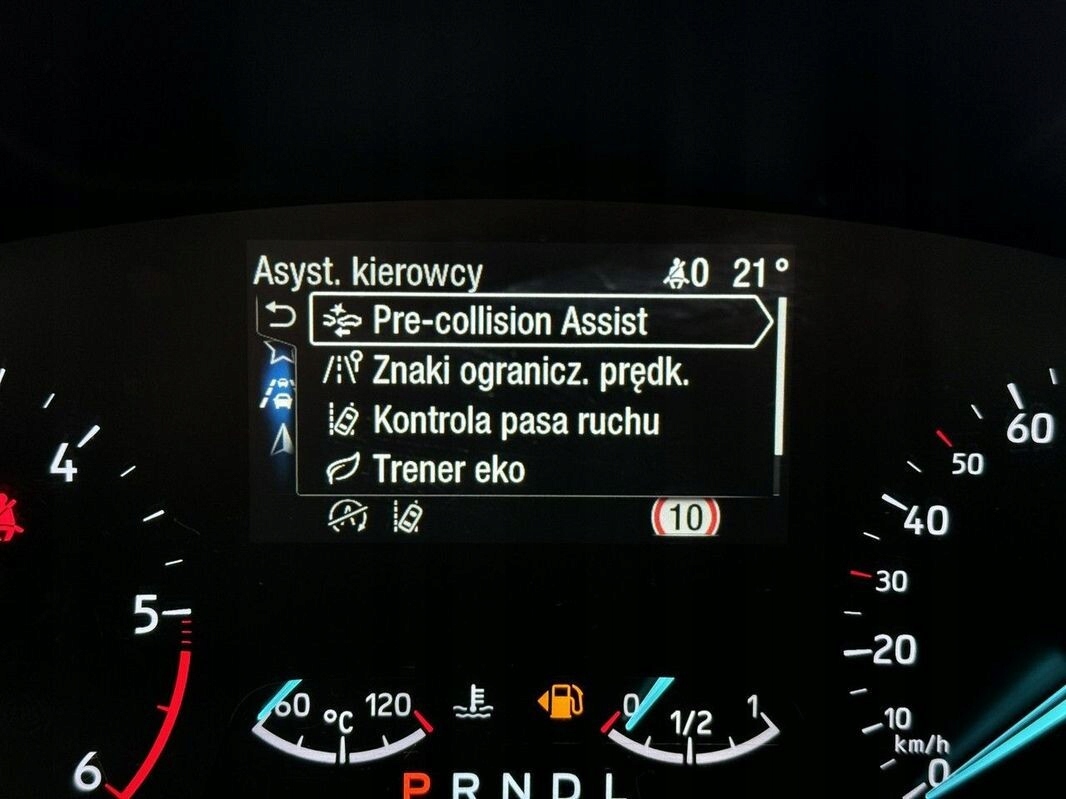 Asyst. kierowcy 0 21°
Pre-collision Assist
Znaki ogranicz. prędk.
Kontrola pasa ruchu
Trener eko
A 10
4
5
6
60 °C 120
0 1/2 1
P R N D L
60
50
40
30
20
10
km/h
0